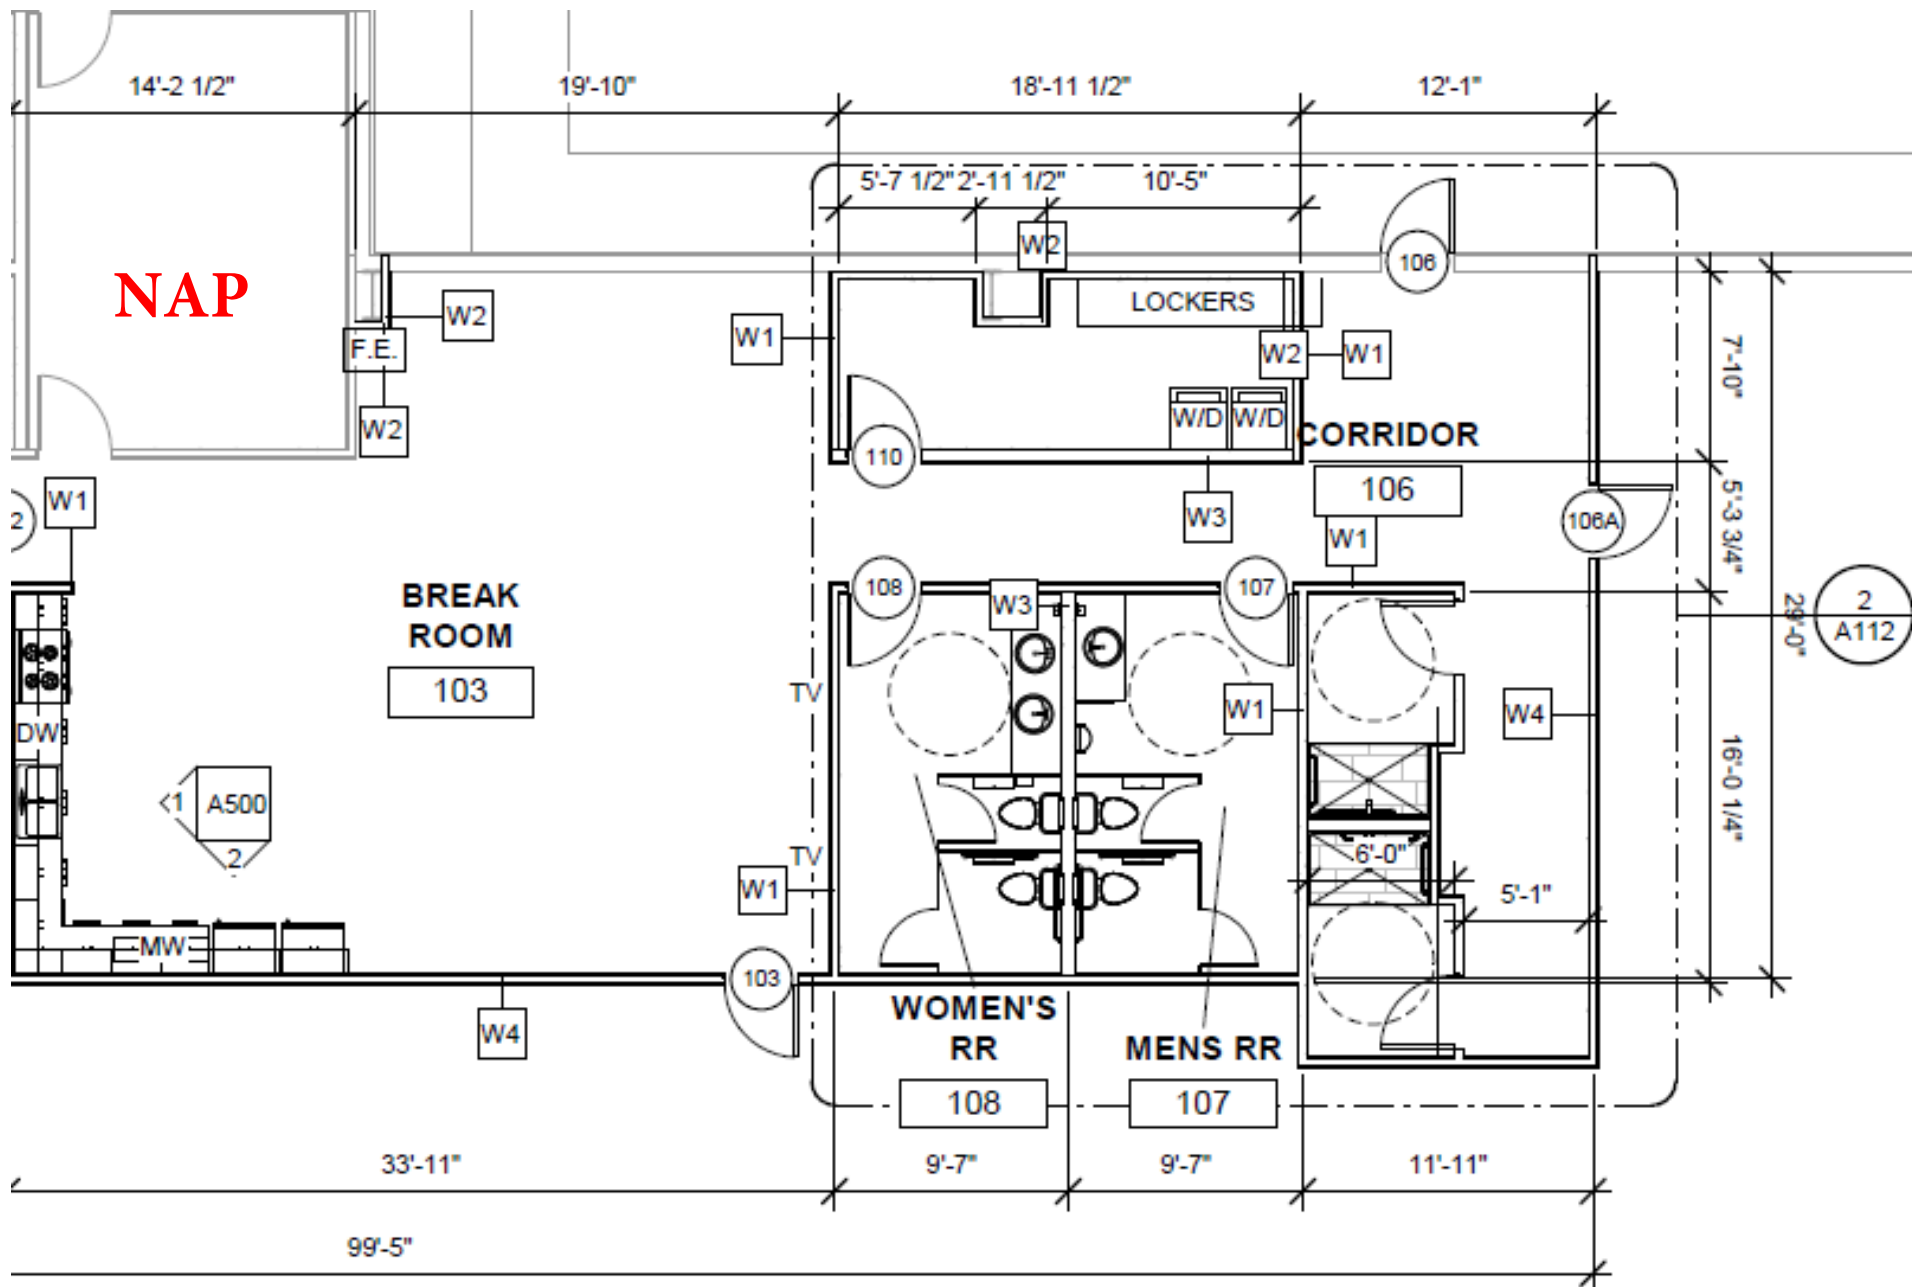 14'-2 1/2"
19'-10"
18'-11 1/2"
12'-1"
5'-7 1/2"
2'-11 1/2"
10'-5"
W2
106
NAP
LOCKERS
W2
W1
F.E.
W2
W1
7'-10"
W2
W/D
W/D
CORRIDOR
110
106
W1
2
W3
W1
106A
5'-3 3/4"
BREAK
ROOM
103
108
W3
107
2
A112
29'-0"
TV
W1
W4
DW
1
A500
2
16'-0 1/4"
TV
W1
6'-0"
5'-1"
MW
103
W4
WOMEN'S
RR
108
MENS RR
107
33'-11"
9'-7"
9'-7"
11'-11"
99'-5"